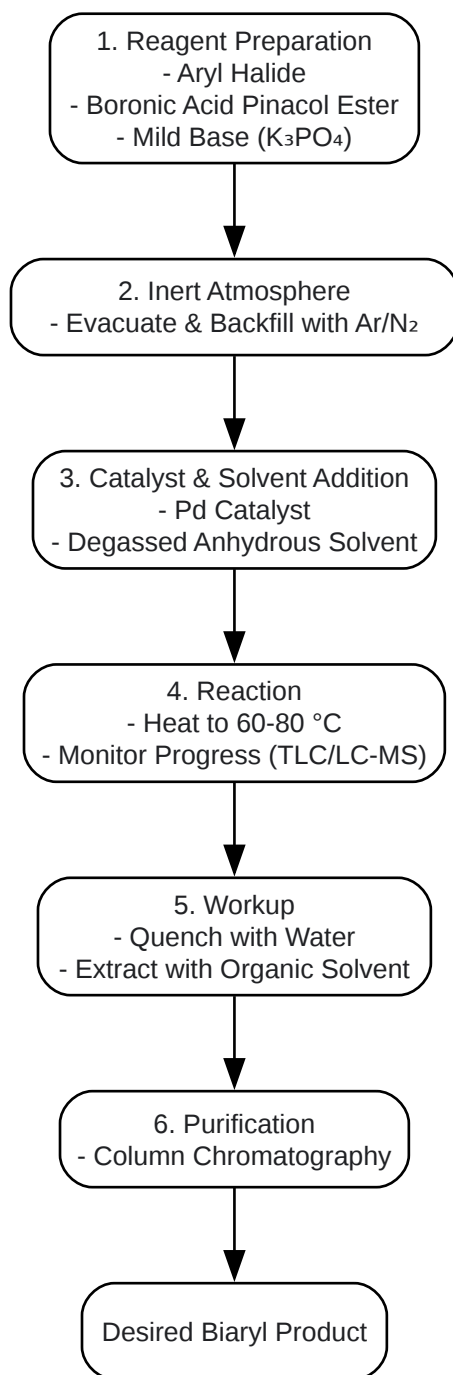 1. Reagent Preparation
- Aryl Halide
- Boronic Acid Pinacol Ester
- Mild Base (K₃PO₄)
2. Inert Atmosphere
- Evacuate & Backfill with Ar/N₂
3. Catalyst & Solvent Addition
- Pd Catalyst
- Degassed Anhydrous Solvent
4. Reaction
- Heat to 60-80 °C
- Monitor Progress (TLC/LC-MS)
5. Workup
- Quench with Water
- Extract with Organic Solvent
6. Purification
- Column Chromatography
Desired Biaryl Product